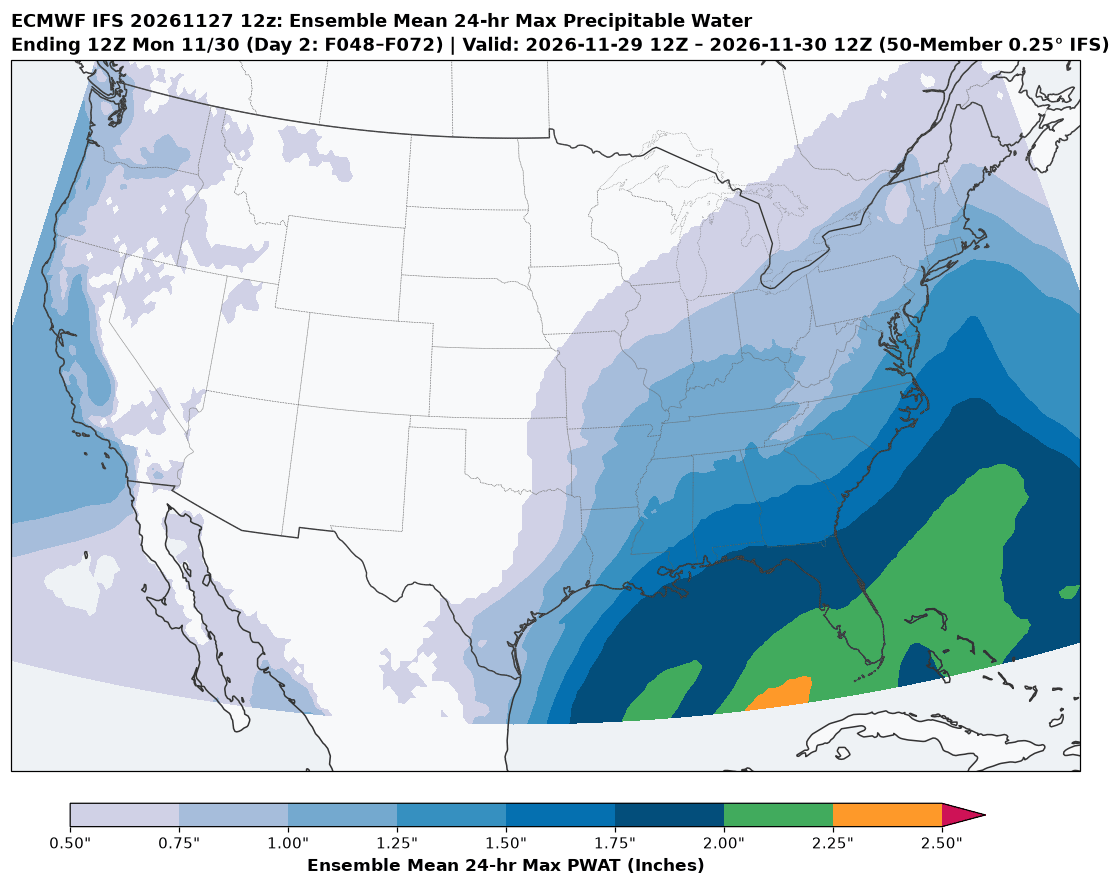 ECMWF IFS 20261127 12z: Ensemble Mean 24-hr Max Precipitable Water
Ending 12Z Mon 11/30 (Day 2: F048–F072) | Valid: 2026-11-29 12Z – 2026-11-30 12Z (50-Member 0.25° IFS)
0.50" 0.75" 1.00" 1.25" 1.50" 1.75" 2.00" 2.25" 2.50"
Ensemble Mean 24-hr Max PWAT (Inches)